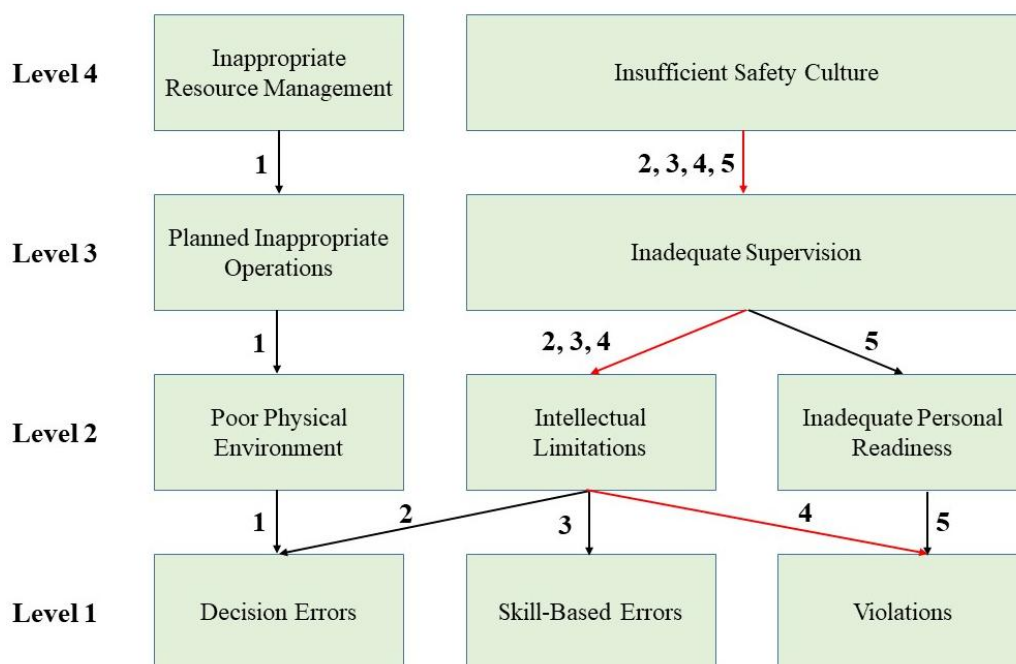 Level 4
Inappropriate
Resource Management
Insufficient Safety Culture
1
2, 3, 4, 5
Level 3
Planned Inappropriate
Operations
Inadequate Supervision
1
2, 3, 4
5
Level 2
Poor Physical
Environment
Intellectual
Limitations
Inadequate Personal
Readiness
1
2
3
4
5
Level 1
Decision Errors
Skill-Based Errors
Violations